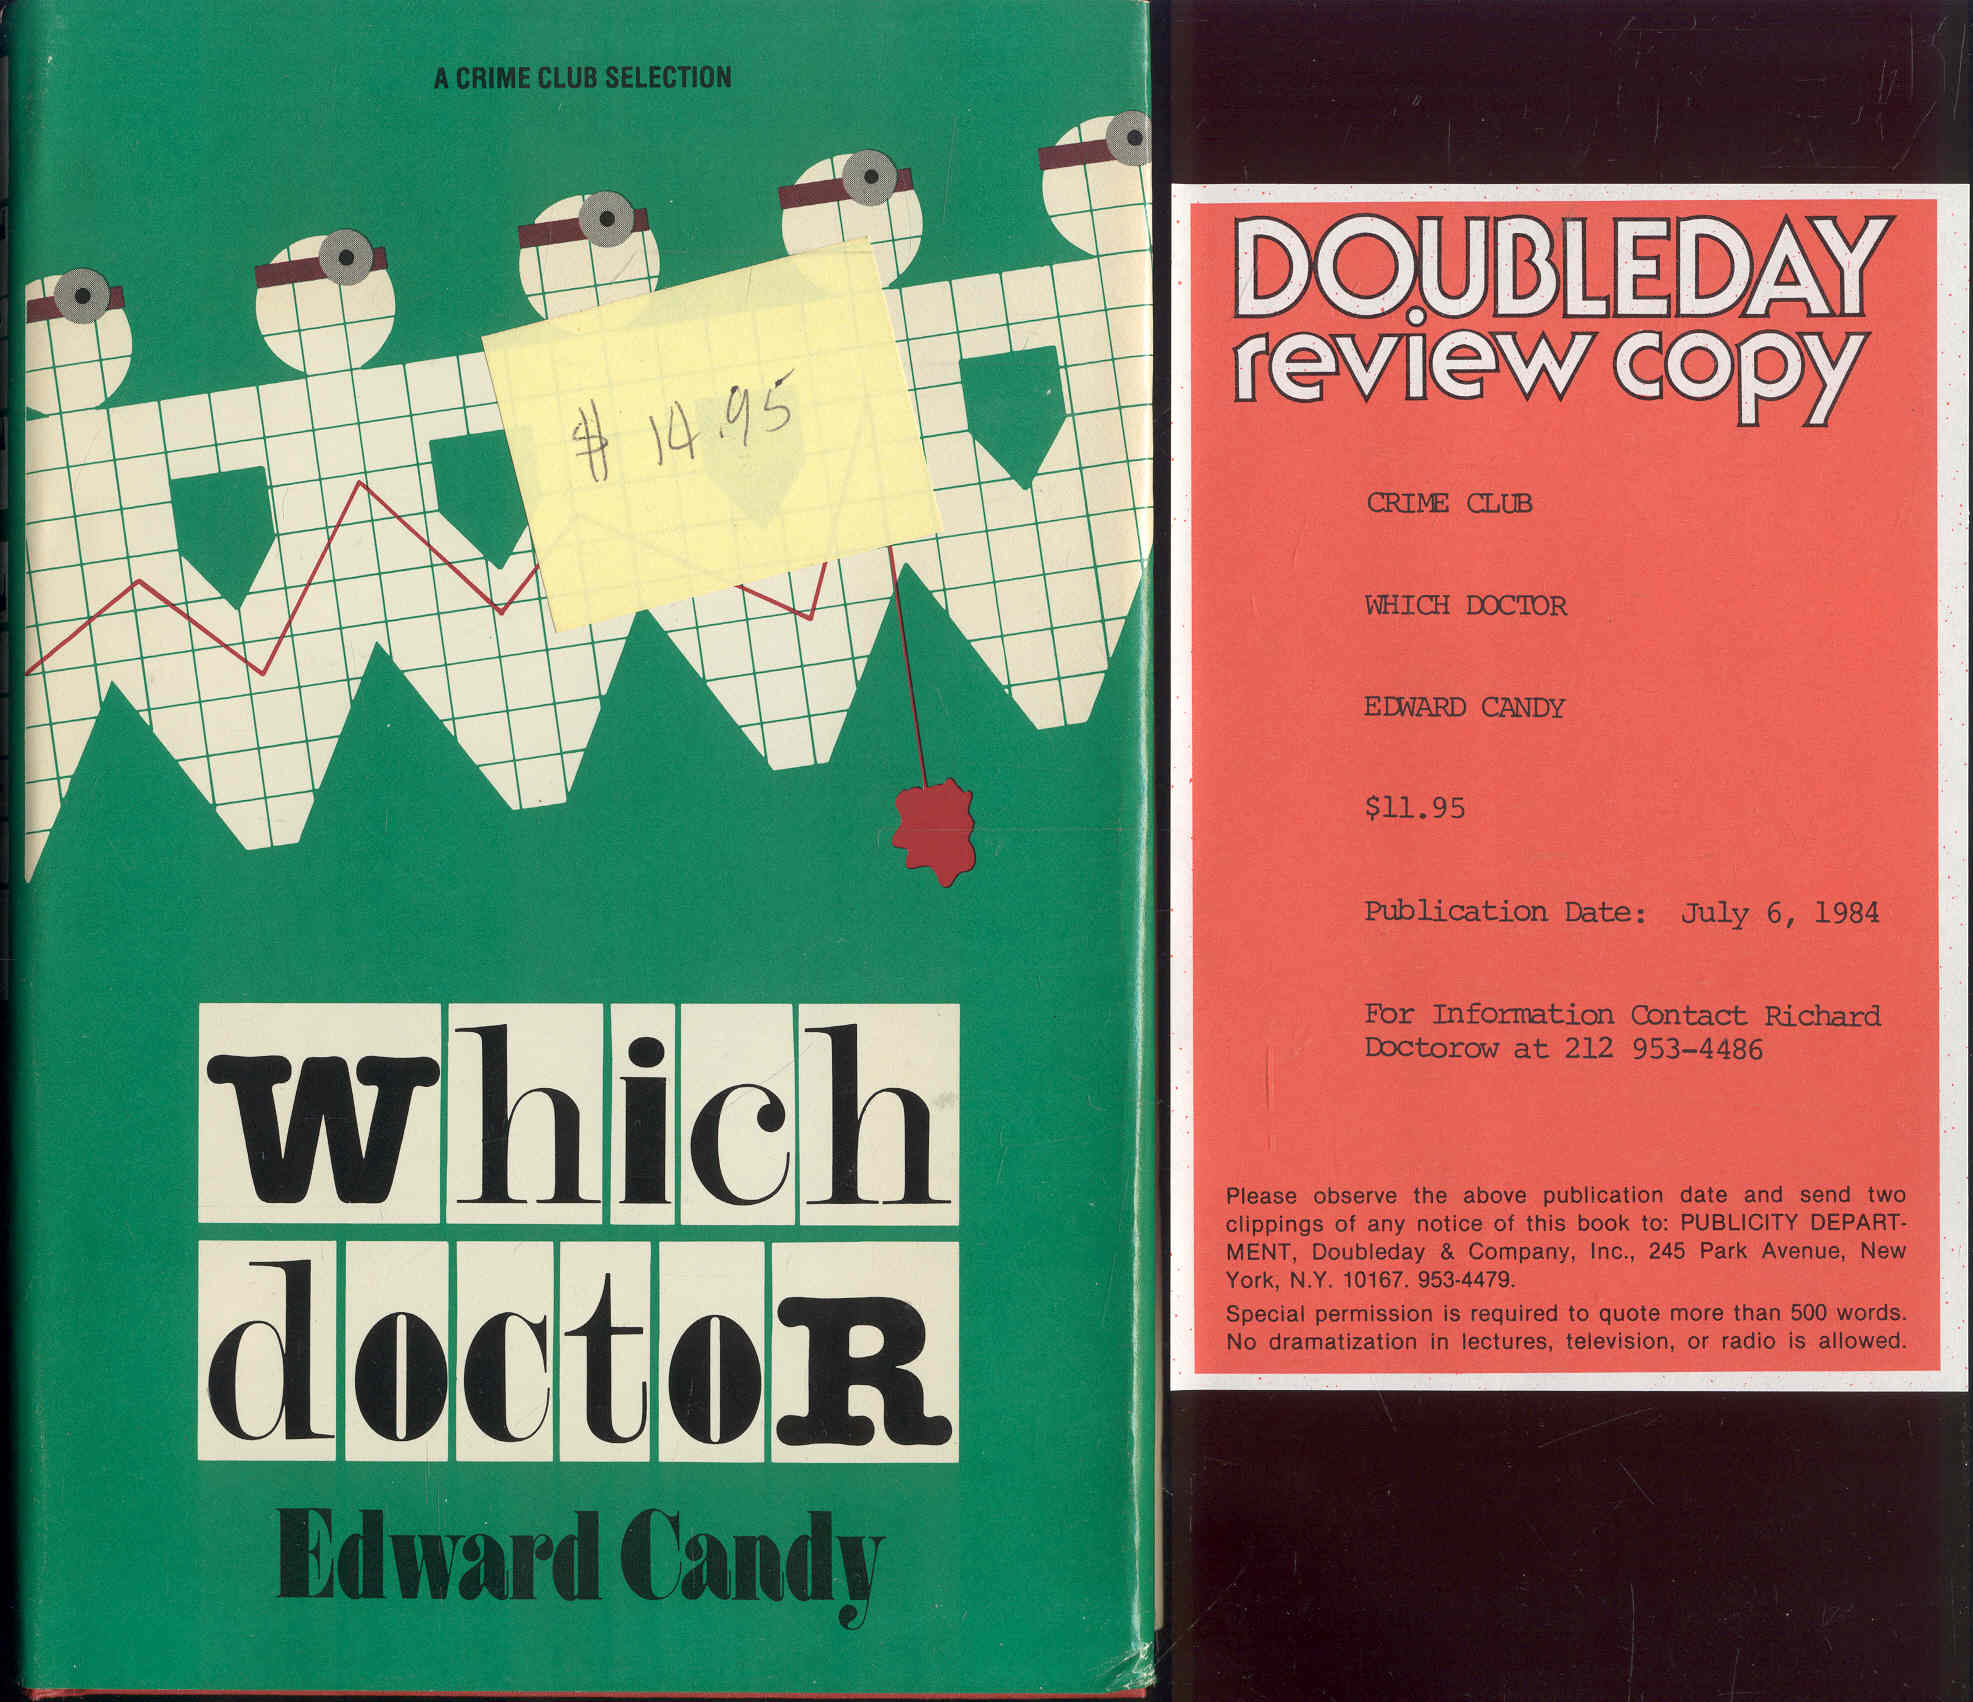 A CRIME CLUB SELECTION
$ 14.95
which
doctoR
Edward Candy
DOUBLEDAY
review copy
CRIME CLUB
WHICH DOCTOR
EDWARD CANDY
$11.95
Publication Date: July 6, 1984
For Information Contact Richard
Doctorow at 212 953-4486
Please observe the above publication date and send two
clippings of any notice of this book to: PUBLICITY DEPART-
MENT, Doubleday & Company, Inc., 245 Park Avenue, New
York, N.Y. 10167. 953-4479.
Special permission is required to quote more than 500 words.
No dramatization in lectures, television, or radio is allowed.